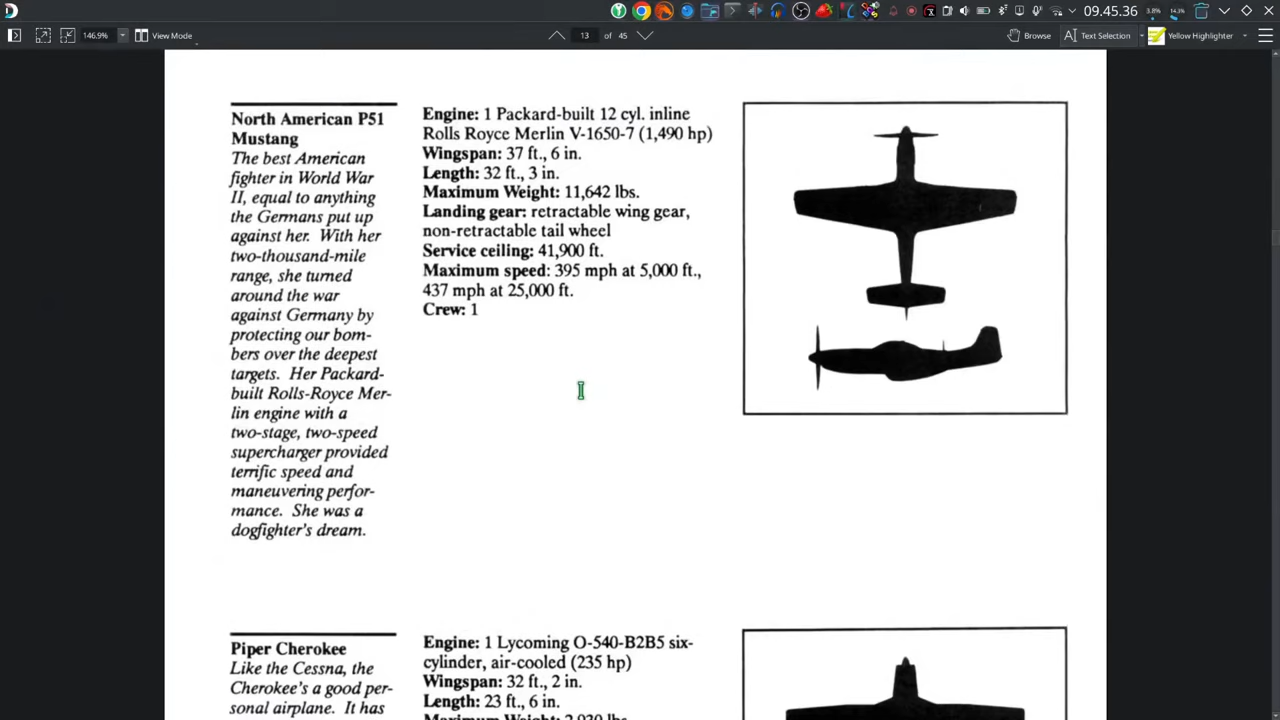 09.45.36
3.8%
14.3%
146.9%
View Mode
13 of 45
Browse
Text Selection
Yellow Highlighter
North American P51
Mustang
The best American
fighter in World War
II, equal to anything
the Germans put up
against her. With her
two-thousand-mile
range, she turned
around the war
against Germany by
protecting our bom-
bers over the deepest
targets. Her Packard-
built Rolls-Royce Mer-
lin engine with a
two-stage, two-speed
supercharger provided
terrific speed and
maneuvering perfor-
mance. She was a
dogfighter's dream.
Engine: 1 Packard-built 12 cyl. inline
Rolls Royce Merlin V-1650-7 (1,490 hp)
Wingspan: 37 ft., 6 in.
Length: 32 ft., 3 in.
Maximum Weight: 11,642 lbs.
Landing gear: retractable wing gear,
non-retractable tail wheel
Service ceiling: 41,900 ft.
Maximum speed: 395 mph at 5,000 ft.,
437 mph at 25,000 ft.
Crew: 1
Piper Cherokee
Like the Cessna, the
Cherokee's a good per-
sonal airplane. It has
Engine: 1 Lycoming O-540-B2B5 six-
cylinder, air-cooled (235 hp)
Wingspan: 32 ft., 2 in.
Length: 23 ft., 6 in.
Maximum Weight: 2,930 lbs.